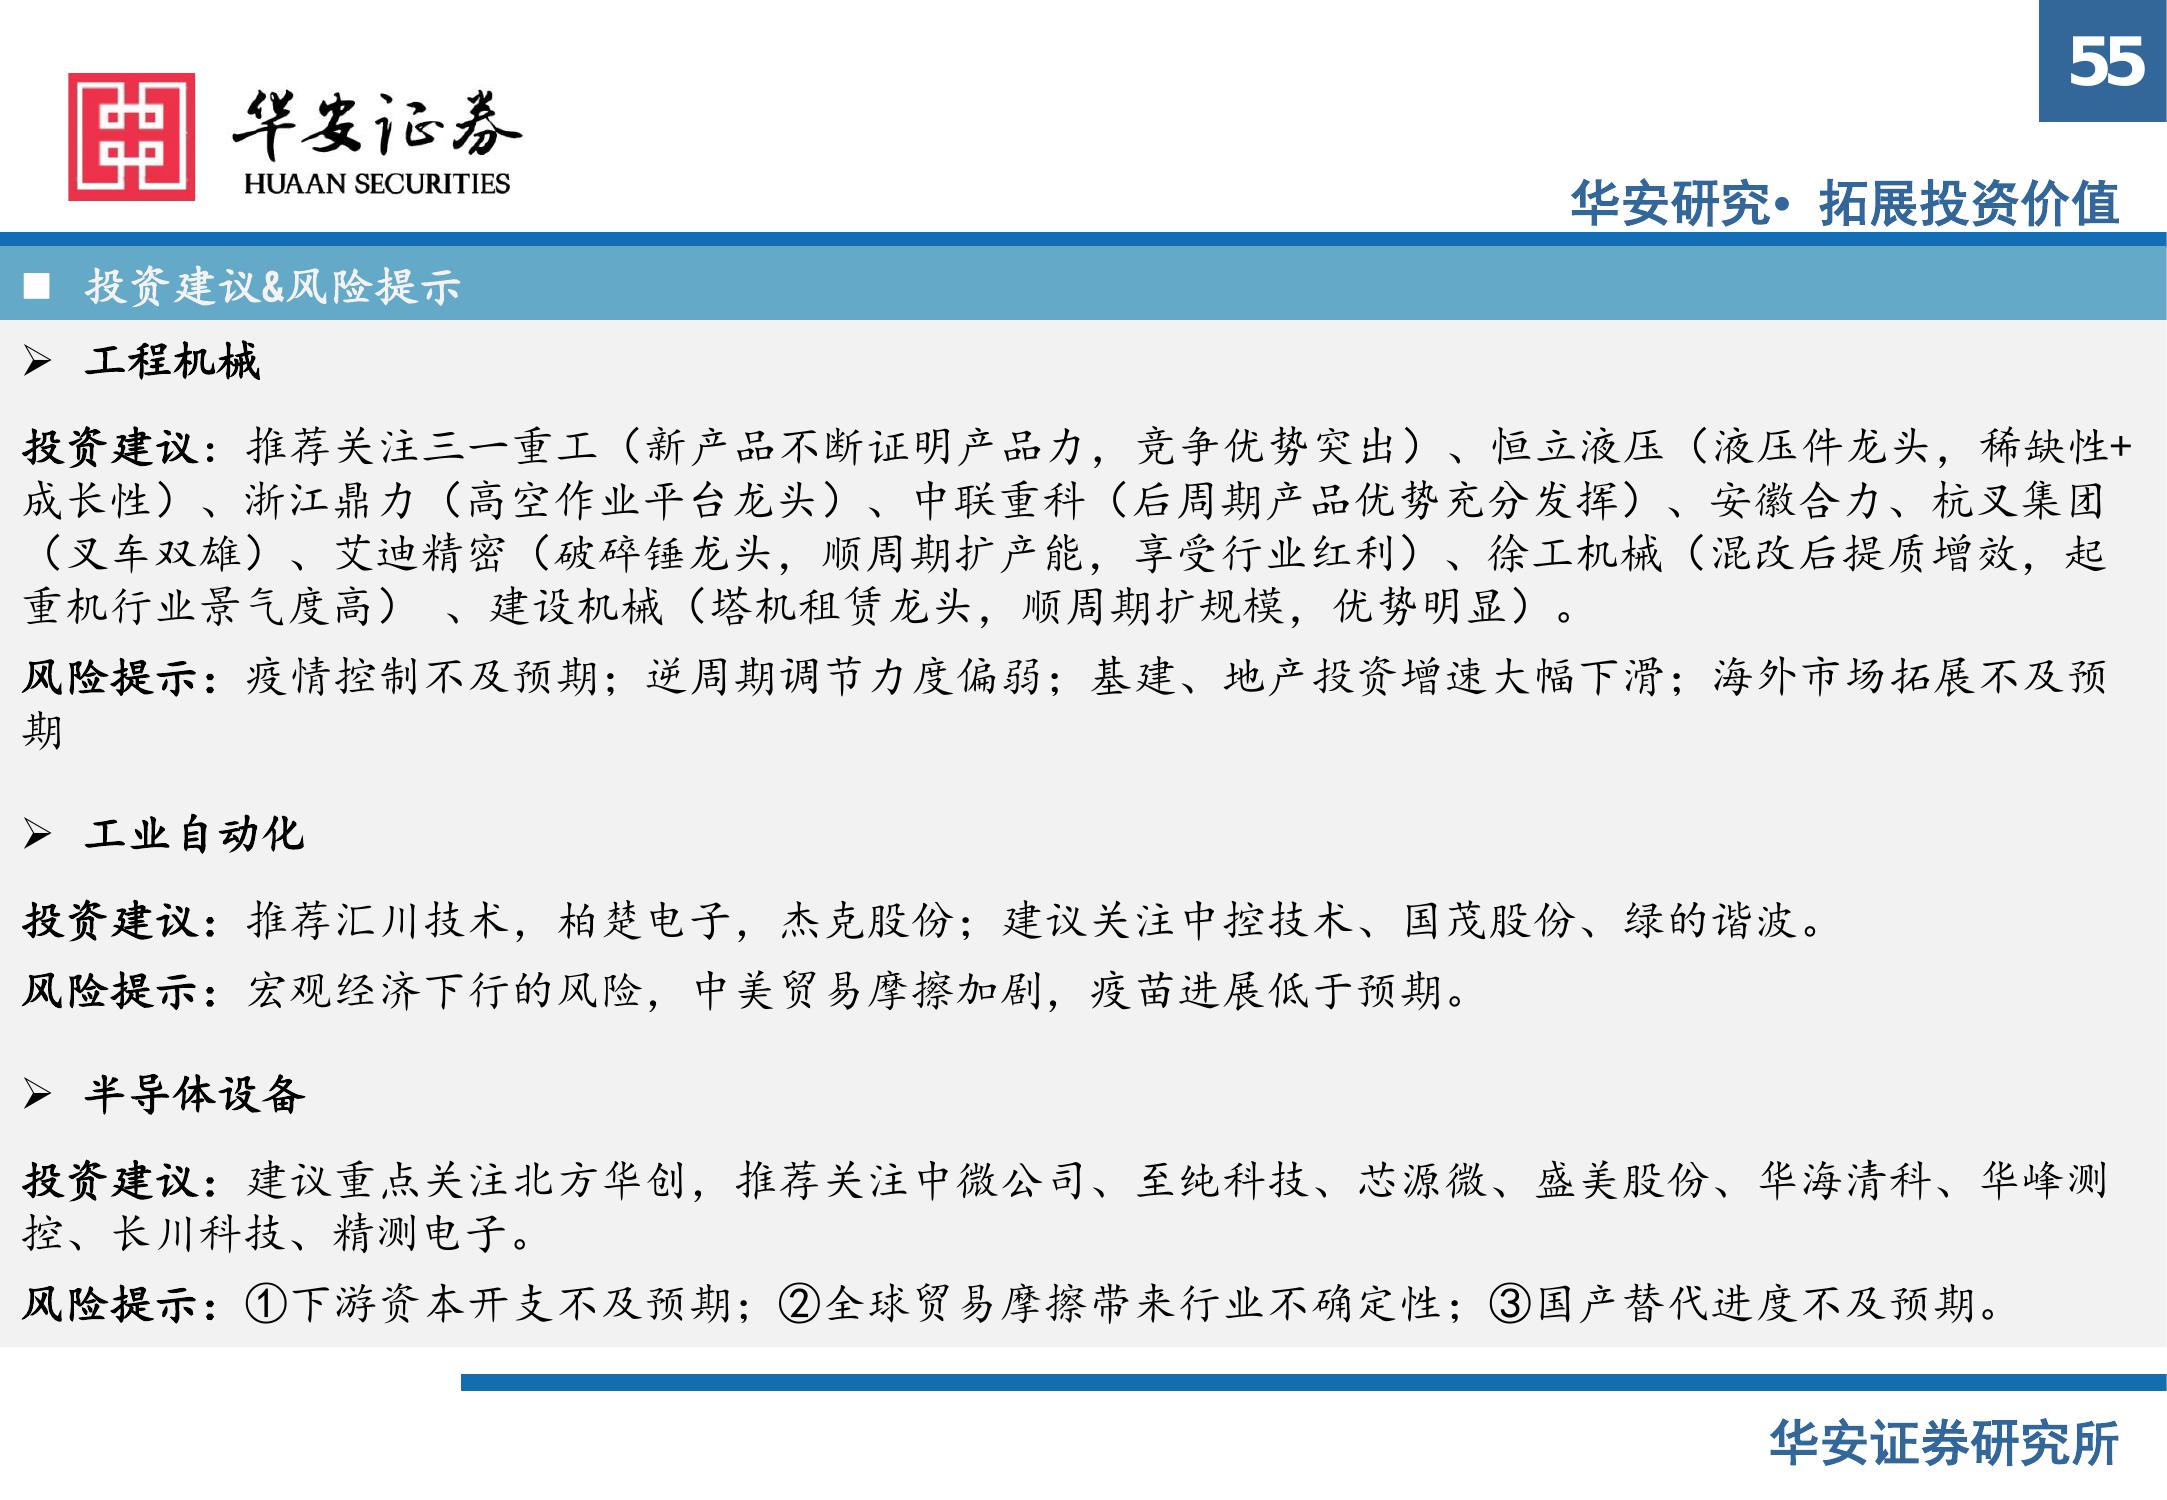 55
华安证券
HUAAN SECURITIES
华安研究• 拓展投资价值
■ 投资建议&风险提示
➢ 工程机械
投资建议：推荐关注三一重工（新产品不断证明产品力，竞争优势突出）、恒立液压（液压件龙头，稀缺性+
成长性）、浙江鼎力（高空作业平台龙头）、中联重科（后周期产品优势充分发挥）、安徽合力、杭叉集团
（叉车双雄）、艾迪精密（破碎锤龙头，顺周期扩产能，享受行业红利）、徐工机械（混改后提质增效，起
重机行业景气度高） 、建设机械（塔机租赁龙头，顺周期扩规模，优势明显）。
风险提示：疫情控制不及预期；逆周期调节力度偏弱；基建、地产投资增速大幅下滑；海外市场拓展不及预
期
➢ 工业自动化
投资建议：推荐汇川技术，柏楚电子，杰克股份；建议关注中控技术、国茂股份、绿的谐波。
风险提示：宏观经济下行的风险，中美贸易摩擦加剧，疫苗进展低于预期。
➢ 半导体设备
投资建议：建议重点关注北方华创，推荐关注中微公司、至纯科技、芯源微、盛美股份、华海清科、华峰测
控、长川科技、精测电子。
风险提示：①下游资本开支不及预期；②全球贸易摩擦带来行业不确定性；③国产替代进度不及预期。
华安证券研究所